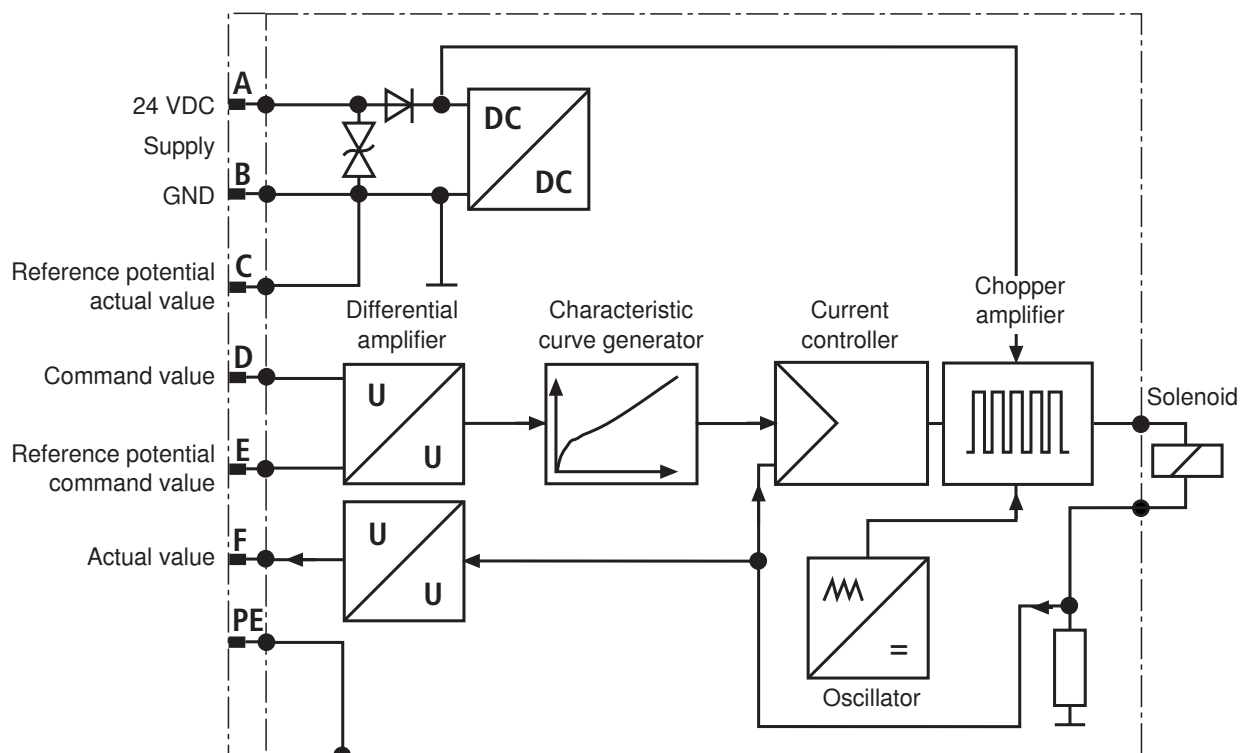 A
24 VDC
Supply
B
GND
DC
DC
C
Reference potential
actual value
Differential
amplifier
Characteristic
curve generator
Current
controller
Chopper
amplifier
D
Command value
U
U
Solenoid
E
Reference potential
command value
F
Actual value
U
U
=
Oscillator
PE